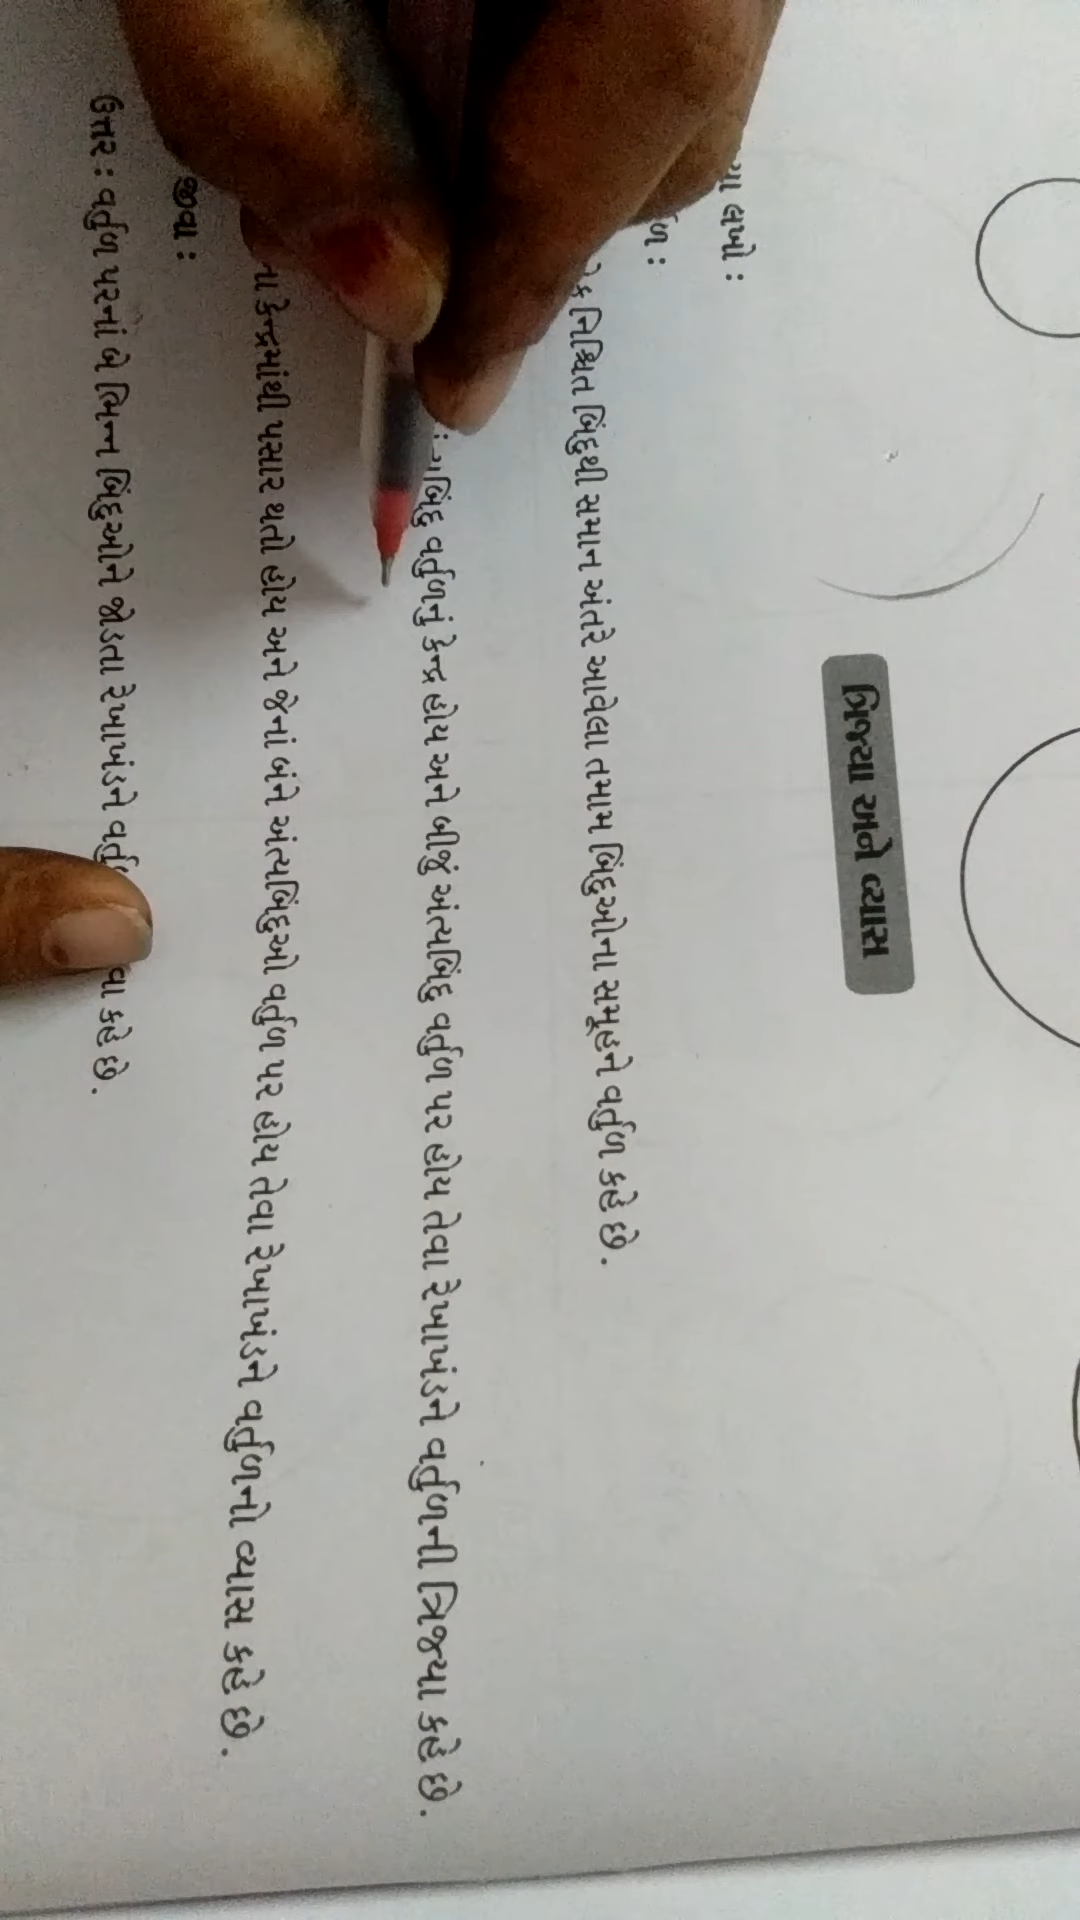 ત્રિજ્યા અને વ્યાસ
લખો :
નિશ્ચિત બિંદુથી સમાન અંતરે આવેલા તમામ બિંદુઓના સમૂહને વર્તુળ કહે છે.
વર્તુળનું કેન્દ્ર હોય અને બીજું અંત્યબિંદુ વર્તુળ પર હોય તેવા રેખાખંડને વર્તુળની ત્રિજ્યા કહે છે.
કેન્દ્રમાંથી પસાર થતો હોય અને જેનાં બંને અંત્યબિંદુઓ વર્તુળ પર હોય તેવા રેખાખંડને વર્તુળનો વ્યાસ કહે છે.
જીવા :
ઉત્તર : વર્તુળ પરનાં બે ભિન્ન બિંદુઓને જોડતા રેખાખંડને કહે છે.